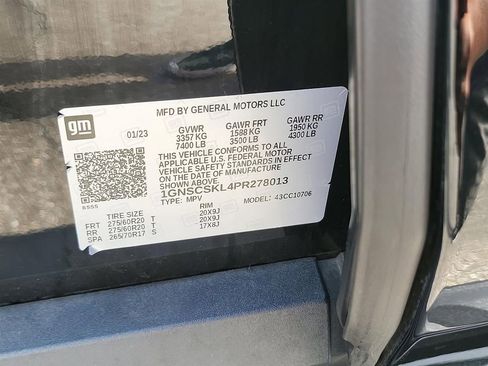 MFD BY GENERAL MOTORS LLC
gm
01/23
GVWR GAWR FRT GAWR RR
3357 KG 1588 KG 1950 KG
7400 LB 3500 LB 4300 LB
THIS VEHICLE CONFORMS TO ALL
APPLICABLE U.S. FEDERAL MOTOR
VEHICLE SAFETY STANDARDS IN
EFFECT ON THE DATE OF
MANUFACTURE SHOWN ABOVE.
1GNSCSKL4PR278013
TYPE: MPV MODEL: 43CC10706
TIRE SIZE RIM
FRT 275/60R20 T 20X9J
RR 275/60R20 T 20X9J
SPA 265/70R17 S 17X8J